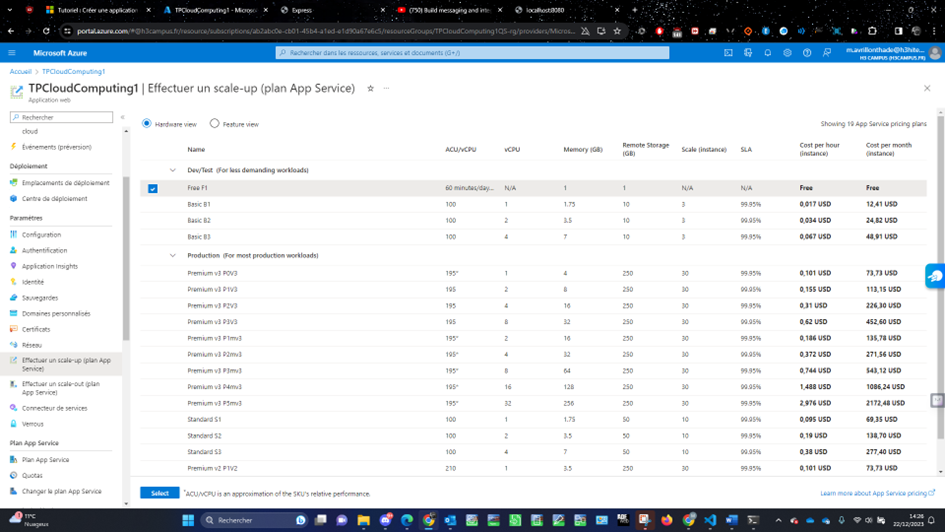 Tutoriel : Créer une application
TPCloudComputing1 - Microsoft
Express
(750) Build messaging and inter
localhost:8080
portal.azure.com/#@h3campus.fr/resource/subscriptions/
/resourceGroups/TPCloudComputing1QS-rg/providers/Micros...
Microsoft Azure
Rechercher dans les ressources, services et documents (G+/)
m.avrillonthade@h3hite...
H3 CAMPUS (H3CAMPUS.FR)
Accueil > TPCloudComputing1
TPCloudComputing1 | Effectuer un scale-up (plan App Service) ☆ ...
Application web
Rechercher
Hardware view Feature view
Showing 19 App Service pricing plans
cloud
Événements (préversion)
Déploiement
Emplacements de déploiement
Centre de déploiement
Paramètres
Configuration
Authentification
Application Insights
Identité
Sauvegardes
Domaines personnalisés
Certificats
Réseau
Effectuer un scale-up (plan App
Service)
Effectuer un scale-out (plan
App Service)
Connecteur de services
Verrous
Plan App Service
Plan App Service
Quotas
Changer le plan App Service
Name ACU/vCPU vCPU Memory (GB) Remote Storage (GB) Scale (instance) SLA Cost per hour (instance) Cost per month (instance)
Dev/Test (For less demanding workloads)
Free F1 60 minutes/day... N/A 1 1 N/A N/A Free Free
Basic B1 100 1 1.75 10 3 99.95% 0,017 USD 12,41 USD
Basic B2 100 2 3.5 10 3 99.95% 0,034 USD 24,82 USD
Basic B3 100 4 7 10 3 99.95% 0,067 USD 48,91 USD
Production (For most production workloads)
Premium v3 P0V3 195* 1 4 250 30 99.95% 0,101 USD 73,73 USD
Premium v3 P1V3 195 2 8 250 30 99.95% 0,155 USD 113,15 USD
Premium v3 P2V3 195 4 16 250 30 99.95% 0,31 USD 226,30 USD
Premium v3 P3V3 195 8 32 250 30 99.95% 0,62 USD 452,60 USD
Premium v3 P1mv3 195* 2 16 250 30 99.95% 0,186 USD 135,78 USD
Premium v3 P2mv3 195* 4 32 250 30 99.95% 0,372 USD 271,56 USD
Premium v3 P3mv3 195* 8 64 250 30 99.95% 0,744 USD 543,12 USD
Premium v3 P4mv3 195* 16 128 250 30 99.95% 1,488 USD 1086,24 USD
Premium v3 P5mv3 195* 32 256 250 30 99.95% 2,976 USD 2172,48 USD
Standard S1 100 1 1.75 50 10 99.95% 0,095 USD 69,35 USD
Standard S2 100 2 3.5 50 10 99.95% 0,19 USD 138,70 USD
Standard S3 100 4 7 50 10 99.95% 0,38 USD 277,40 USD
Premium v2 P1V2 210 1 3.5 250 30 99.95% 0,101 USD 73,73 USD
Select
*ACU/vCPU is an approximation of the SKU's relative performance.
Learn more about App Service pricing
11°C
Nuageux
Rechercher
14:26
22/12/2023